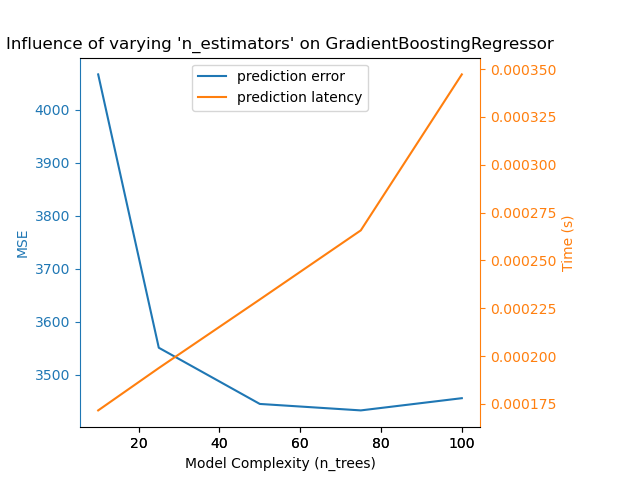 Influence of varying 'n_estimators' on GradientBoostingRegressor
prediction error
prediction latency
4000
3900
3800
3700
3600
3500
MSE
0.000350
0.000325
0.000300
0.000275
0.000250
0.000225
0.000200
0.000175
Time (s)
20 40 60 80 100
Model Complexity (n_trees)